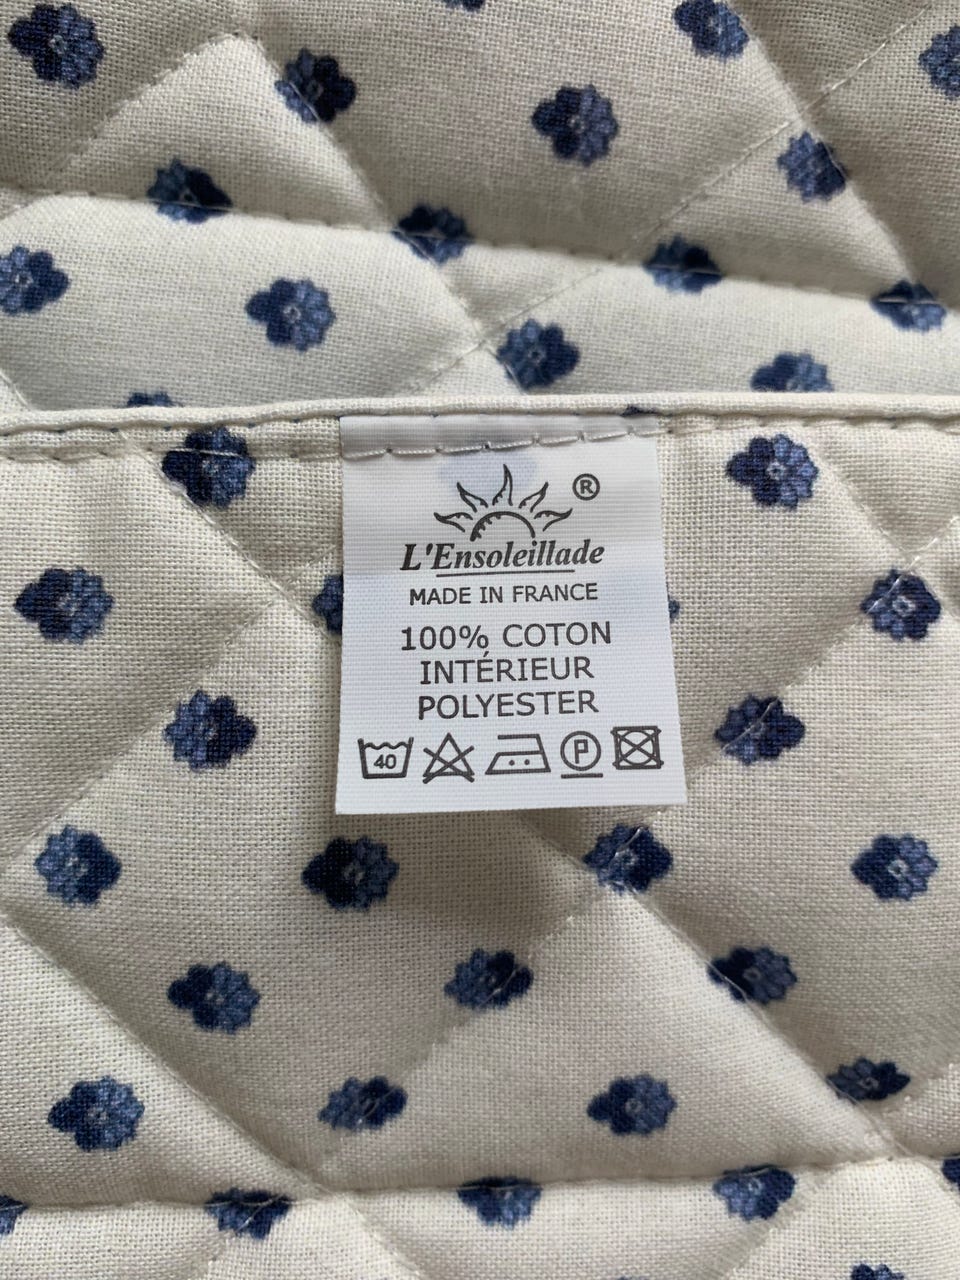 ®
L'Ensoleillade
MADE IN FRANCE
100% COTON
INTÉRIEUR
POLYESTER
40 P